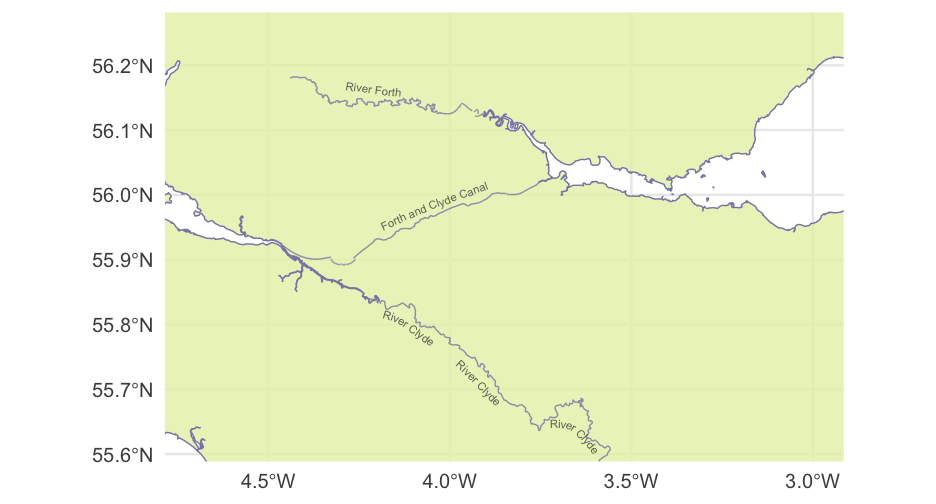 56.2°N
River Forth
56.1°N
56.0°N
Forth and Clyde Canal
55.9°N
55.8°N
River Clyde
55.7°N
River Clyde
River Clyde
55.6°N
4.5°W 4.0°W 3.5°W 3.0°W